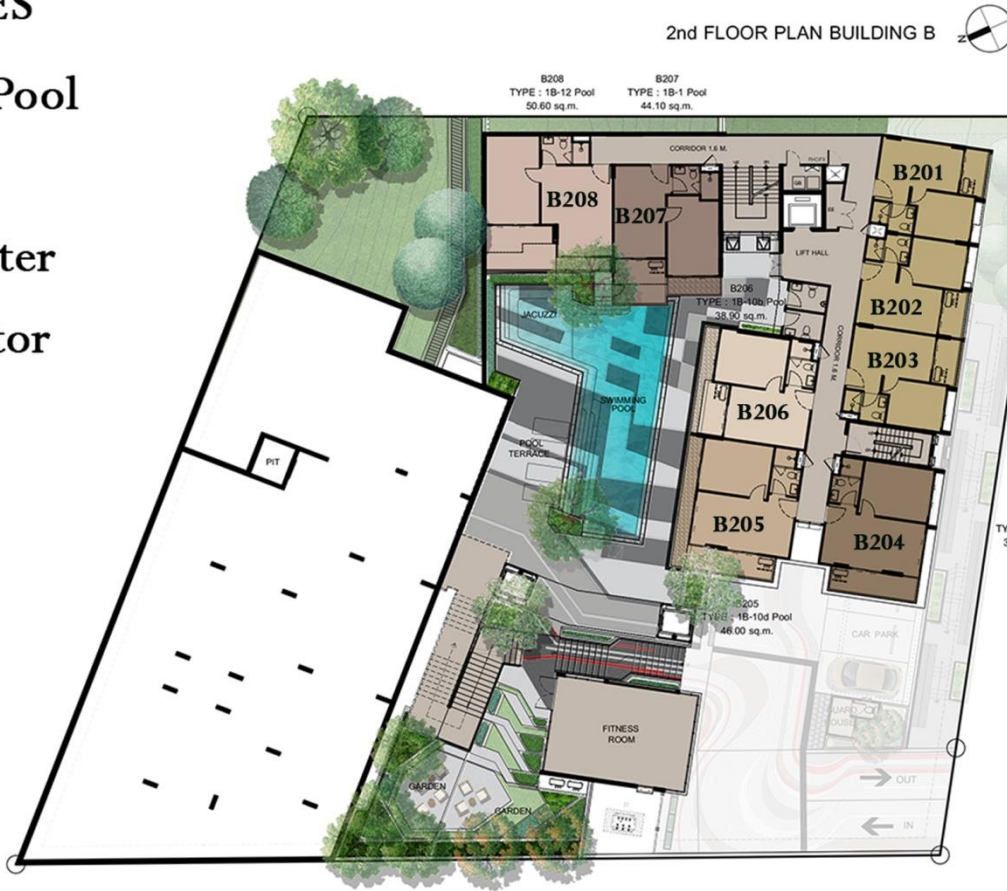 ES
Pool
ter
tor
2nd FLOOR PLAN BUILDING B
N
B208
TYPE : 1B-12 Pool
50.60 sq.m.
B207
TYPE : 1B-1 Pool
44.10 sq.m.
CORRIDOR 1.6 M.
B208
B207
B201
LIFT HALL
B206
TYPE : 1B-10b Pool
38.90 sq.m.
JACUZZI
B202
CORRIDOR 1.6 M.
B203
SWIMMING
POOL
B206
POOL
TERRACE
PIT
B205
B204
B205
TYPE : 1B-10d Pool
46.00 sq.m.
CAR PARK
GUARD
HOUSE
FITNESS
ROOM
OUT
GARDEN
GARDEN
IN